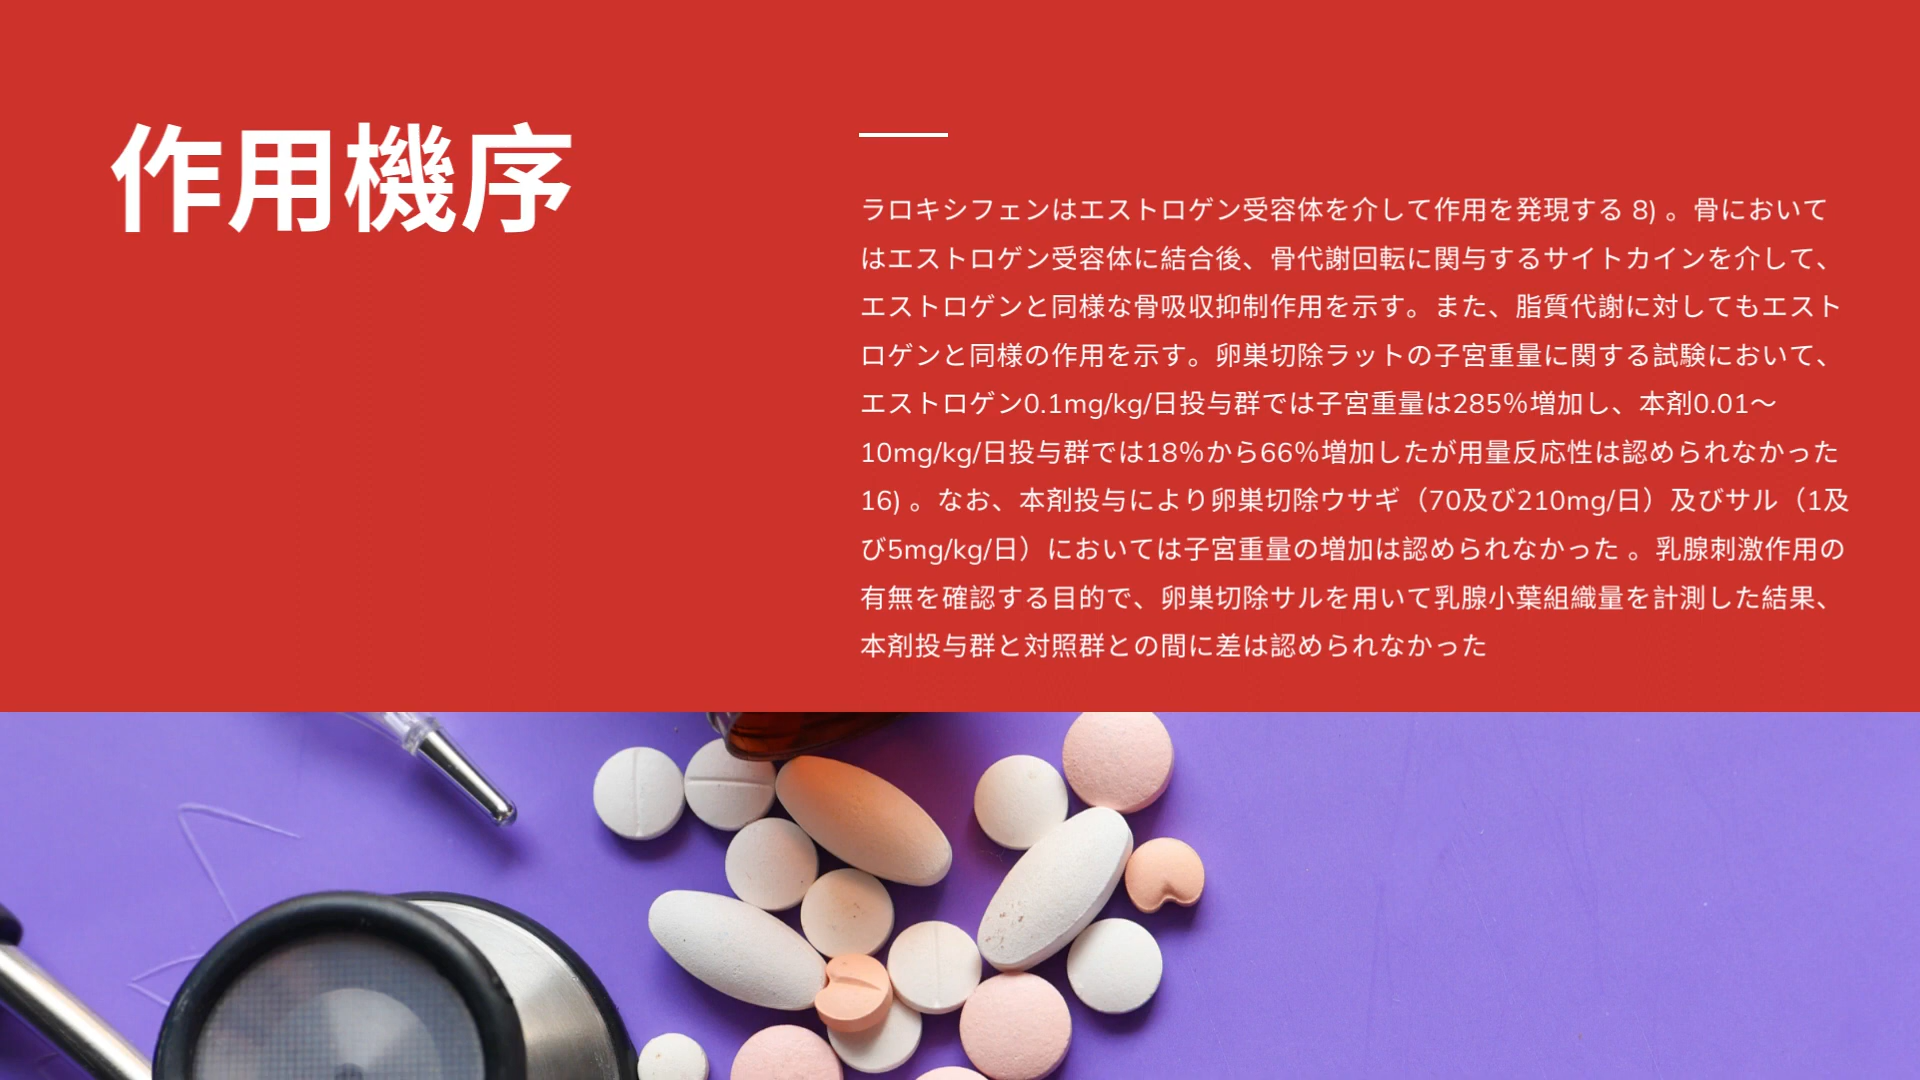 作用機序
ラロキシフェンはエストロゲン受容体を介して作用を発現する 8) 。骨において
はエストロゲン受容体に結合後、骨代謝回転に関与するサイトカインを介して、
エストロゲンと同様な骨吸収抑制作用を示す。また、脂質代謝に対してもエスト
ロゲンと同様の作用を示す。卵巣切除ラットの子宮重量に関する試験において、
エストロゲン0.1mg/kg/日投与群では子宮重量は285％増加し、本剤0.01〜
10mg/kg/日投与群では18％から66％増加したが用量反応性は認められなかった
16) 。なお、本剤投与により卵巣切除ウサギ（70及び210mg/日）及びサル（1及
び5mg/kg/日）においては子宮重量の増加は認められなかった 。乳腺刺激作用の
有無を確認する目的で、卵巣切除サルを用いて乳腺小葉組織量を計測した結果、
本剤投与群と対照群との間に差は認められなかった